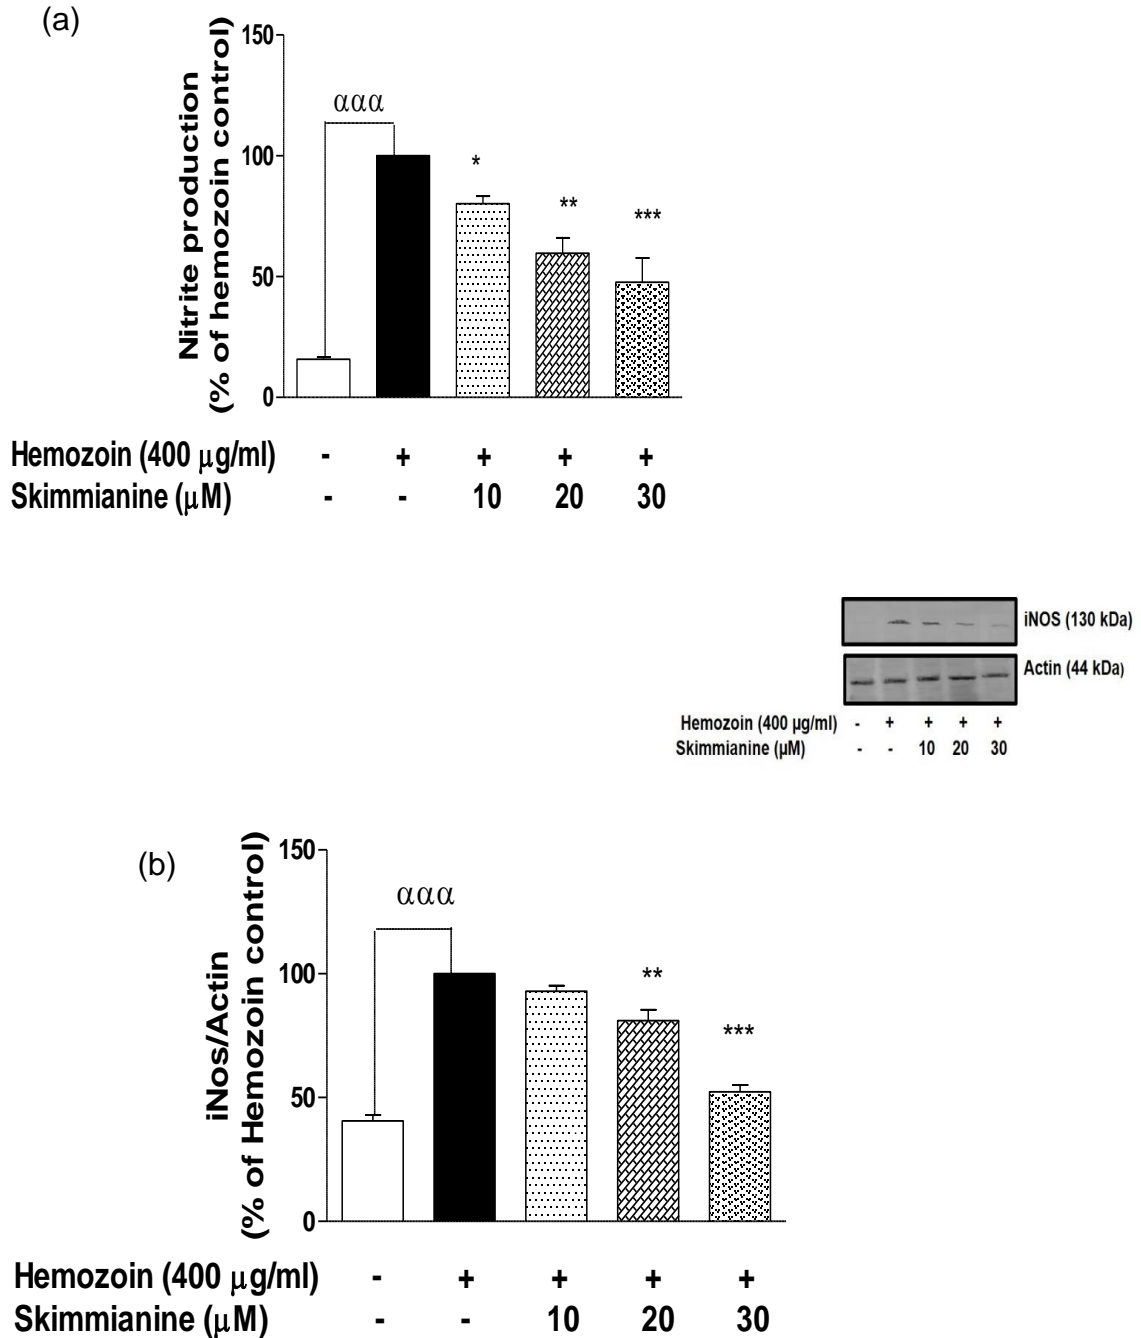 (a)
Nitrite production
(% of hemozoin control)
150
100
50
0
ααα
*
**
***
Hemozoin (400 μg/ml) - + + + +
Skimmianine (μM) - - 10 20 30
iNOS (130 kDa)
Actin (44 kDa)
Hemozoin (400 μg/ml) - + + + +
Skimmianine (μM) - - 10 20 30
(b)
iNos/Actin
(% of Hemozoin control)
150
100
50
0
ααα
**
***
Hemozoin (400 μg/ml) - + + + +
Skimmianine (μM) - - 10 20 30